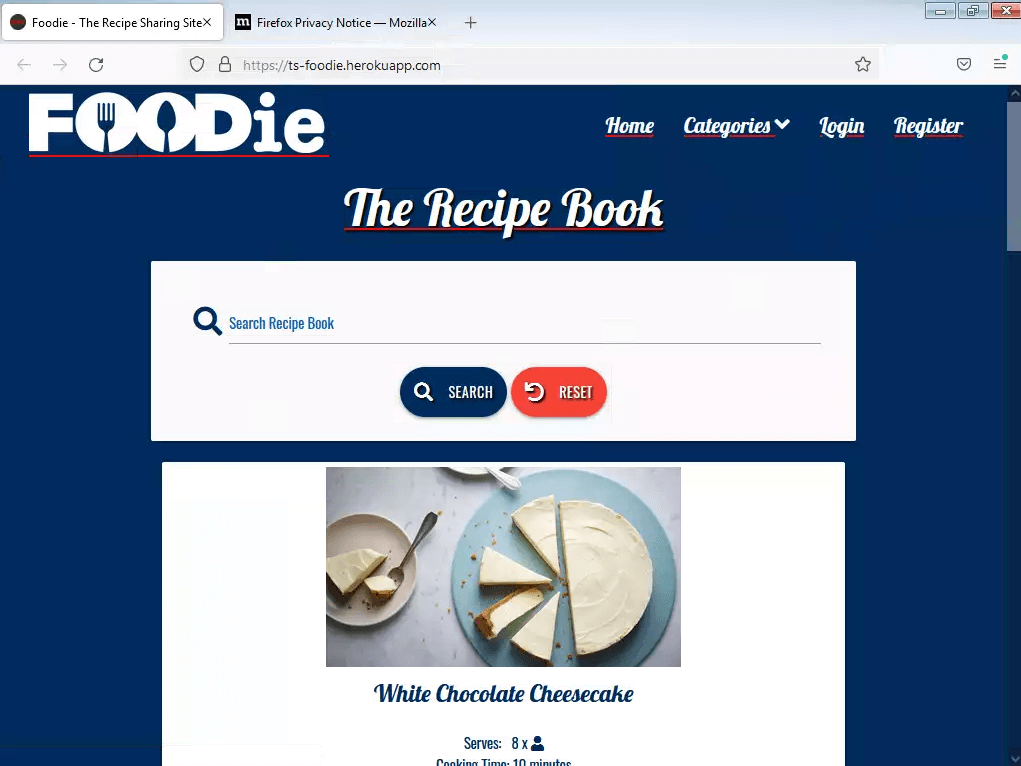 Foodie - The Recipe Sharing Site
Firefox Privacy Notice — Mozilla
https://ts-foodie.herokuapp.com
FOODie
Home
Categories
Login
Register
The Recipe Book
Search Recipe Book
SEARCH
RESET
White Chocolate Cheesecake
Serves: 8 x
Cooking Time: 10 minutes